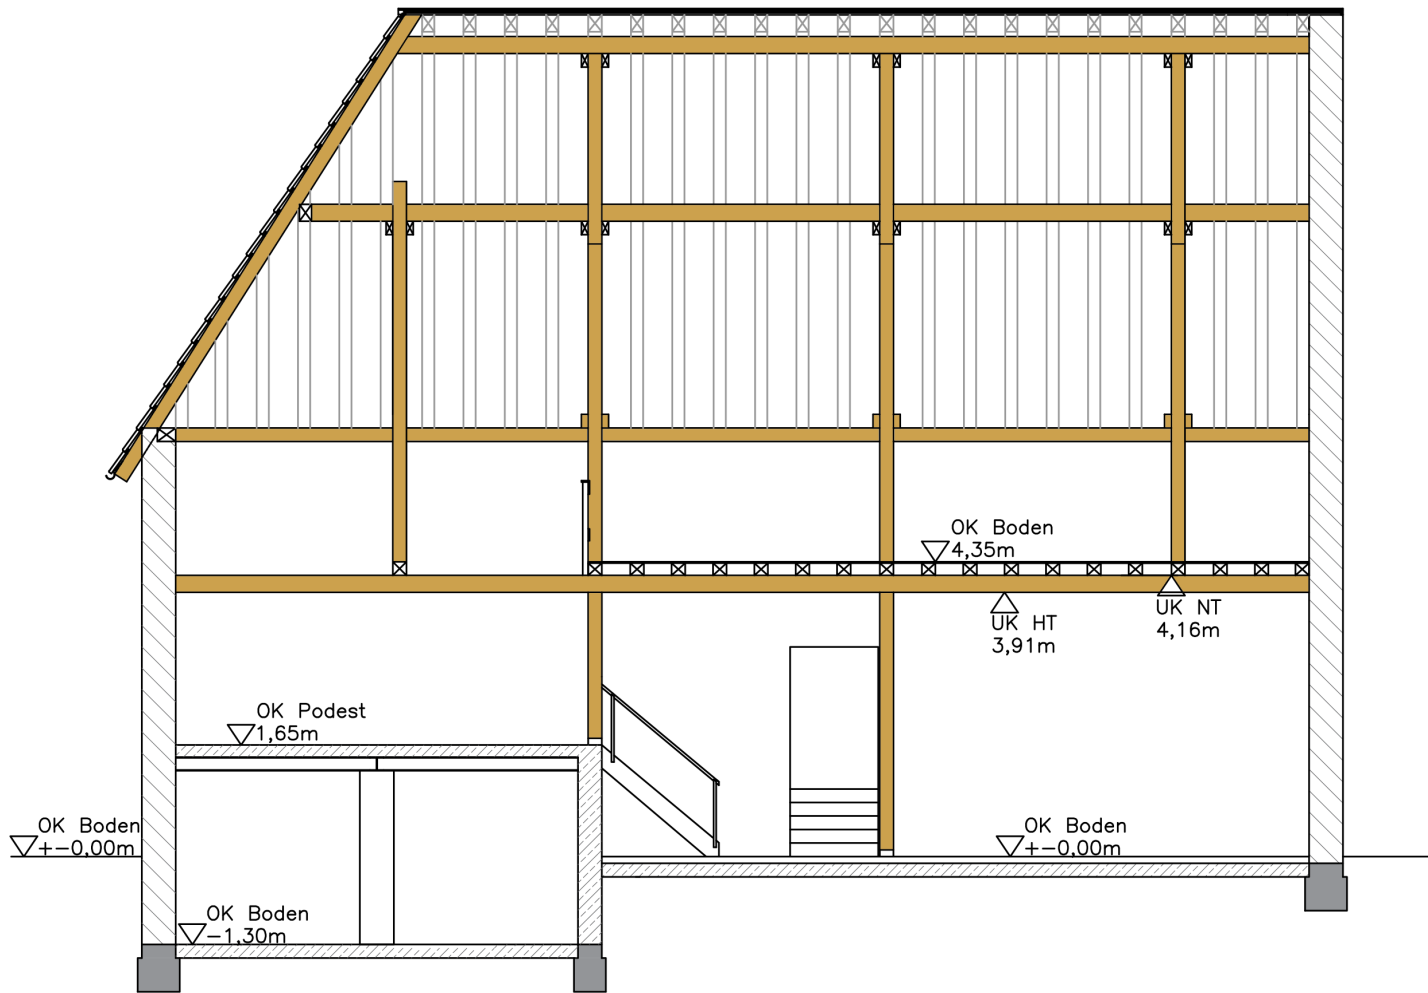 OK Boden
4,35m
UK HT
3,91m
UK NT
4,16m
OK Podest
1,65m
OK Boden
+-0,00m
OK Boden
+-0,00m
OK Boden
-1,30m